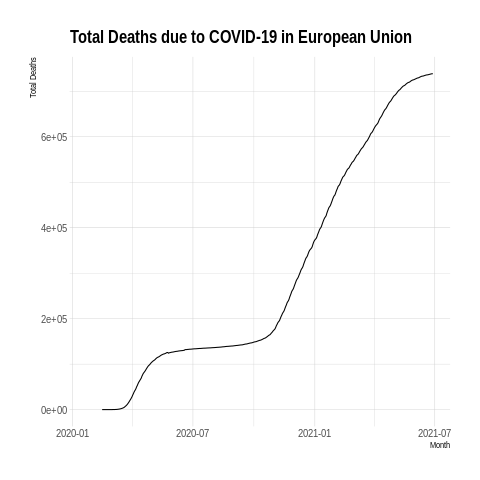 Total Deaths due to COVID-19 in European Union
Total Deaths
6e+05
4e+05
2e+05
0e+00
2020-01 2020-07 2021-01 2021-07
Month